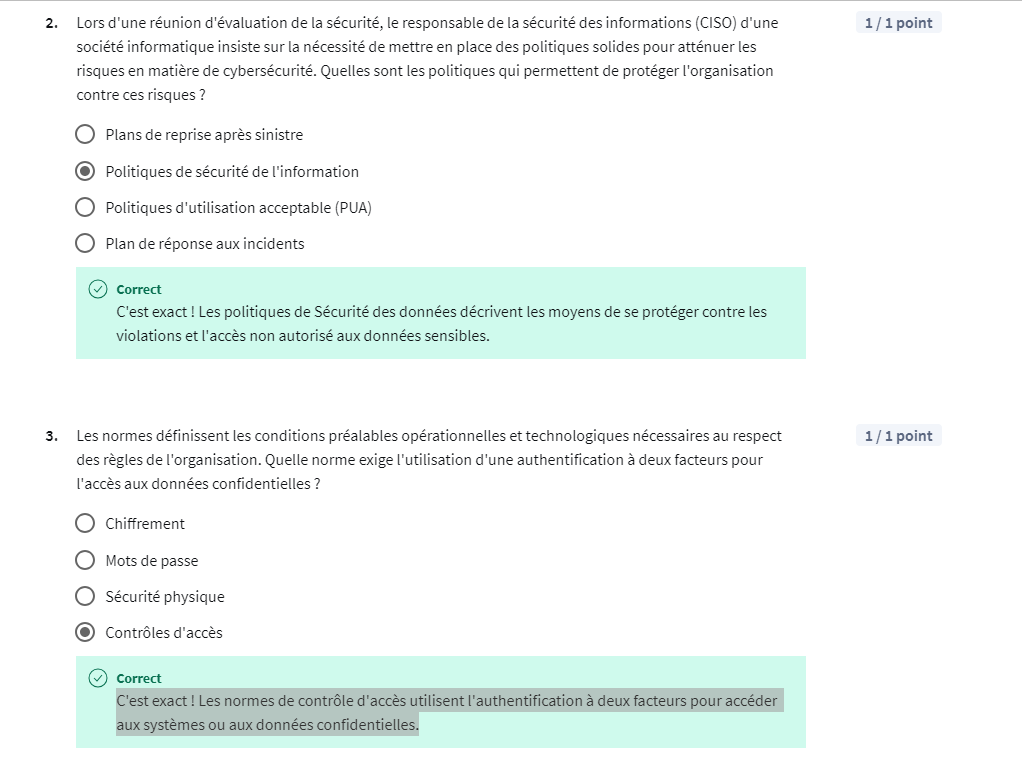 2. Lors d'une réunion d'évaluation de la sécurité, le responsable de la sécurité des informations (CISO) d'une
1 / 1 point
société informatique insiste sur la nécessité de mettre en place des politiques solides pour atténuer les
risques en matière de cybersécurité. Quelles sont les politiques qui permettent de protéger l'organisation
contre ces risques ?
Plans de reprise après sinistre
Politiques de sécurité de l'information
Politiques d'utilisation acceptable (PUA)
Plan de réponse aux incidents
Correct
C'est exact ! Les politiques de Sécurité des données décrivent les moyens de se protéger contre les
violations et l'accès non autorisé aux données sensibles.
3. Les normes définissent les conditions préalables opérationnelles et technologiques nécessaires au respect
1 / 1 point
des règles de l'organisation. Quelle norme exige l'utilisation d'une authentification à deux facteurs pour
l'accès aux données confidentielles ?
Chiffrement
Mots de passe
Sécurité physique
Contrôles d'accès
Correct
C'est exact ! Les normes de contrôle d'accès utilisent l'authentification à deux facteurs pour accéder
aux systèmes ou aux données confidentielles.